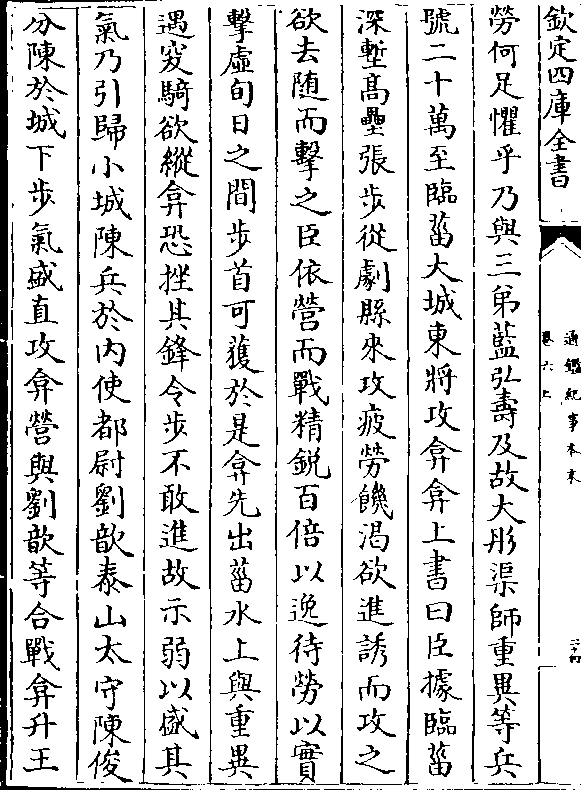 欽定四庫全書
通鑑紀事本末
卷六上
二十四
勞何足懼乎乃與三弟藍弘壽及故大彤渠師重異等兵
號二十萬至臨菑大城東將攻弇弇上書曰臣據臨菑
深塹髙壘張步從劇縣來攻疲勞饑渇欲進誘而攻之
欲去随而擊之臣依營而戰精鋭百倍以逸待勞以實
擊虚旬日之間步首可獲於是弇先出菑水上與重異
遇突騎欲縱弇恐挫其鋒令步不敢進故示弱以盛其
氣乃引歸小城陳兵於内使都尉劉歆泰山太守陳俊
分陳於城下步氣盛直攻弇營與劉歆等合戰弇升王